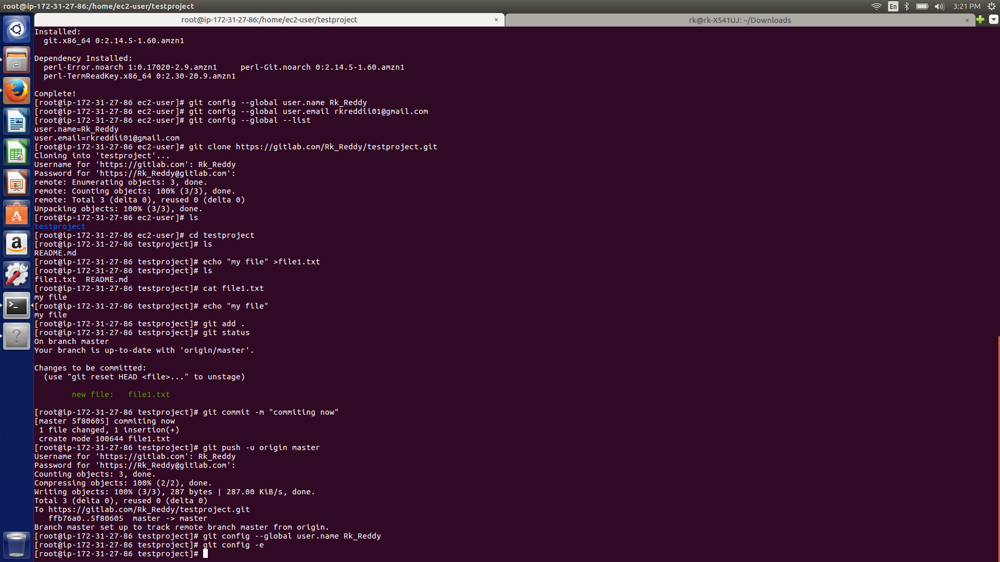 root@ip-172-31-27-86:/home/ec2-user/testproject
En
3:21 PM
root@ip-172-31-27-86:/home/ec2-user/testproject ×
rk@rk-X541UJ: ~/Downloads ×
Installed:
  git.x86_64 0:2.14.5-1.60.amzn1
Dependency Installed:
  perl-Error.noarch 1:0.17020-2.9.amzn1     perl-Git.noarch 0:2.14.5-1.60.amzn1
  perl-TermReadKey.x86_64 0:2.30-20.9.amzn1
Complete!
[root@ip-172-31-27-86 ec2-user]# git config --global user.name Rk_Reddy
[root@ip-172-31-27-86 ec2-user]# git config --global user.email rkreddii01@gmail.com
[root@ip-172-31-27-86 ec2-user]# git config --global --list
user.name=Rk_Reddy
user.email=rkreddii01@gmail.com
[root@ip-172-31-27-86 ec2-user]# git clone https://gitlab.com/Rk_Reddy/testproject.git
Cloning into 'testproject'...
Username for 'https://gitlab.com': Rk_Reddy
Password for 'https://Rk_Reddy@gitlab.com':
remote: Enumerating objects: 3, done.
remote: Counting objects: 100% (3/3), done.
remote: Total 3 (delta 0), reused 0 (delta 0)
Unpacking objects: 100% (3/3), done.
[root@ip-172-31-27-86 ec2-user]# ls
testproject
[root@ip-172-31-27-86 ec2-user]# cd testproject
[root@ip-172-31-27-86 testproject]# ls
README.md
[root@ip-172-31-27-86 testproject]# echo "my file" >file1.txt
[root@ip-172-31-27-86 testproject]# ls
file1.txt  README.md
[root@ip-172-31-27-86 testproject]# cat file1.txt
my file
[root@ip-172-31-27-86 testproject]# echo "my file"
my file
[root@ip-172-31-27-86 testproject]# git add .
[root@ip-172-31-27-86 testproject]# git status
On branch master
Your branch is up-to-date with 'origin/master'.
Changes to be committed:
  (use "git reset HEAD <file>..." to unstage)
        new file:   file1.txt
[root@ip-172-31-27-86 testproject]# git commit -m "commiting now"
[master 5f80605] commiting now
 1 file changed, 1 insertion(+)
 create mode 100644 file1.txt
[root@ip-172-31-27-86 testproject]# git push -u origin master
Username for 'https://gitlab.com': Rk_Reddy
Password for 'https://Rk_Reddy@gitlab.com':
Counting objects: 3, done.
Compressing objects: 100% (2/2), done.
Writing objects: 100% (3/3), 287 bytes | 287.00 KiB/s, done.
Total 3 (delta 0), reused 0 (delta 0)
To https://gitlab.com/Rk_Reddy/testproject.git
   ffb76a0..5f80605  master -> master
Branch master set up to track remote branch master from origin.
[root@ip-172-31-27-86 testproject]# git config --global user.name Rk_Reddy
[root@ip-172-31-27-86 testproject]# git config -e
[root@ip-172-31-27-86 testproject]#